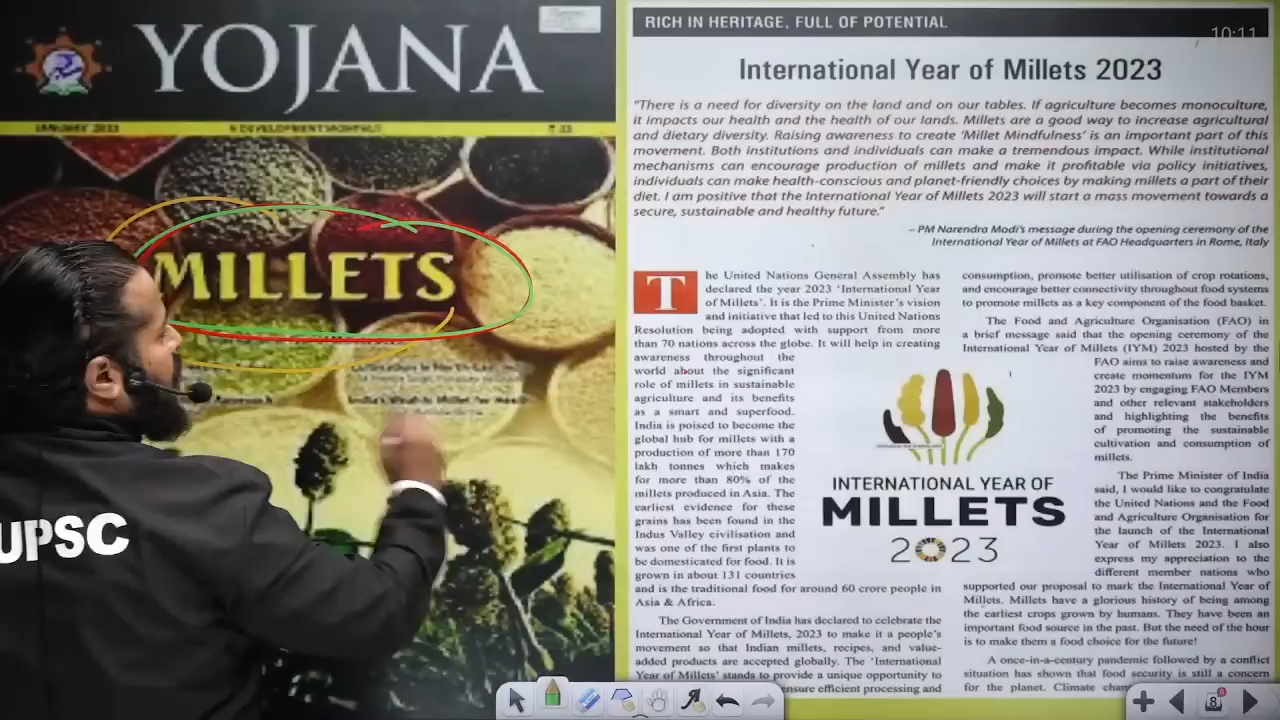 YOJANA
JANUARY 2023
A DEVELOPMENT MONTHLY
₹ 22
MILLETS
UPSC
RICH IN HERITAGE, FULL OF POTENTIAL
10:11
International Year of Millets 2023
"There is a need for diversity on the land and on our tables. If agriculture becomes monoculture,
it impacts our health and the health of our lands. Millets are a good way to increase agricultural
and dietary diversity. Raising awareness to create 'Millet Mindfulness' is an important part of this
movement. Both institutions and individuals can make a tremendous impact. While institutional
mechanisms can encourage production of millets and make it profitable via policy initiatives,
individuals can make health-conscious and planet-friendly choices by making millets a part of their
diet. I am positive that the International Year of Millets 2023 will start a mass movement towards a
secure, sustainable and healthy future."
– PM Narendra Modi's message during the opening ceremony of the
International Year of Millets at FAO Headquarters in Rome, Italy
The United Nations General Assembly has
declared the year 2023 'International Year
of Millets'. It is the Prime Minister's vision
and initiative that led to this United Nations
Resolution being adopted with support from more
than 70 nations across the globe. It will help in creating
awareness throughout the
world about the significant
role of millets in sustainable
agriculture and its benefits
as a smart and superfood.
India is poised to become the
global hub for millets with a
production of more than 170
lakh tonnes which makes
for more than 80% of the
millets produced in Asia. The
earliest evidence for these
grains has been found in the
Indus Valley civilisation and
was one of the first plants to
be domesticated for food. It is
grown in about 131 countries
and is the traditional food for around 60 crore people in
Asia & Africa.
The Government of India has declared to celebrate the
International Year of Millets, 2023 to make it a people's
movement so that Indian millets, recipes, and value-
added products are accepted globally. The 'International
Year of Millets' stands to provide a unique opportunity to
ensure efficient processing and
consumption, promote better utilisation of crop rotations,
and encourage better connectivity throughout food systems
to promote millets as a key component of the food basket.
The Food and Agriculture Organisation (FAO) in
a brief message said that the opening ceremony of the
International Year of Millets (IYM) 2023 hosted by the
FAO aims to raise awareness and
create momentum for the IYM
2023 by engaging FAO Members
and other relevant stakeholders
and highlighting the benefits
of promoting the sustainable
cultivation and consumption of
millets.
INTERNATIONAL YEAR OF
MILLETS
2023
The Prime Minister of India
said, I would like to congratulate
the United Nations and the Food
and Agriculture Organisation for
the launch of the International
Year of Millets 2023. I also
express my appreciation to the
different member nations who
supported our proposal to mark the International Year of
Millets. Millets have a glorious history of being among
the earliest crops grown by humans. They have been an
important food source in the past. But the need of the hour
is to make them a food choice for the future!
A once-in-a-century pandemic followed by a conflict
situation has shown that food security is still a concern
for the planet. Climate
8